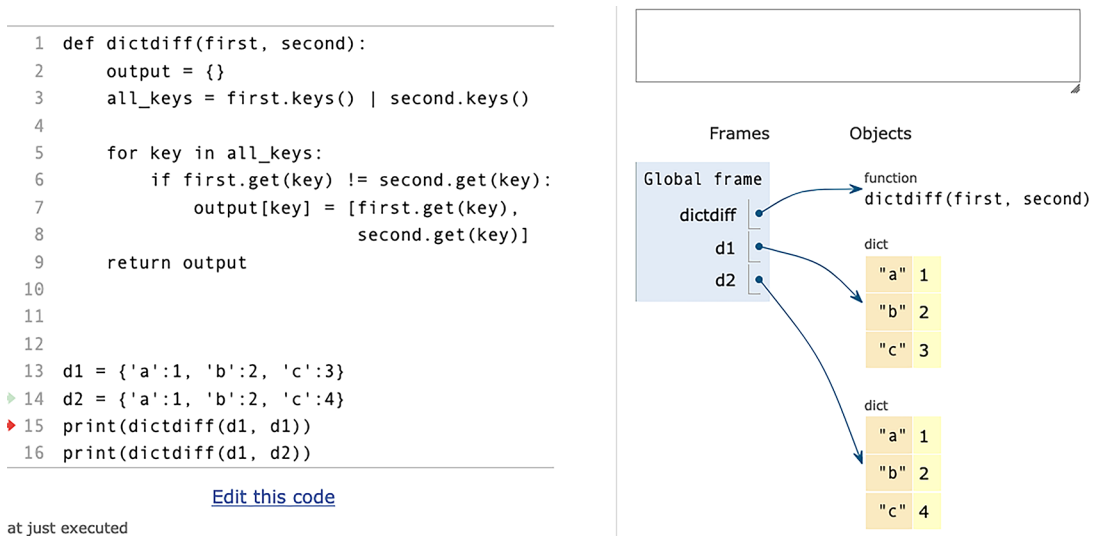 1 def dictdiff(first, second):
2     output = {}
3     all_keys = first.keys() | second.keys()
4
5     for key in all_keys:
6         if first.get(key) != second.get(key):
7             output[key] = [first.get(key),
8                            second.get(key)]
9     return output
10
11
12
13 d1 = {'a':1, 'b':2, 'c':3}
14 d2 = {'a':1, 'b':2, 'c':4}
15 print(dictdiff(d1, d1))
16 print(dictdiff(d1, d2))
Edit this code
at just executed
Frames Objects
Global frame
dictdiff
d1
d2
function
dictdiff(first, second)
dict
"a" 1
"b" 2
"c" 3
dict
"a" 1
"b" 2
"c" 4